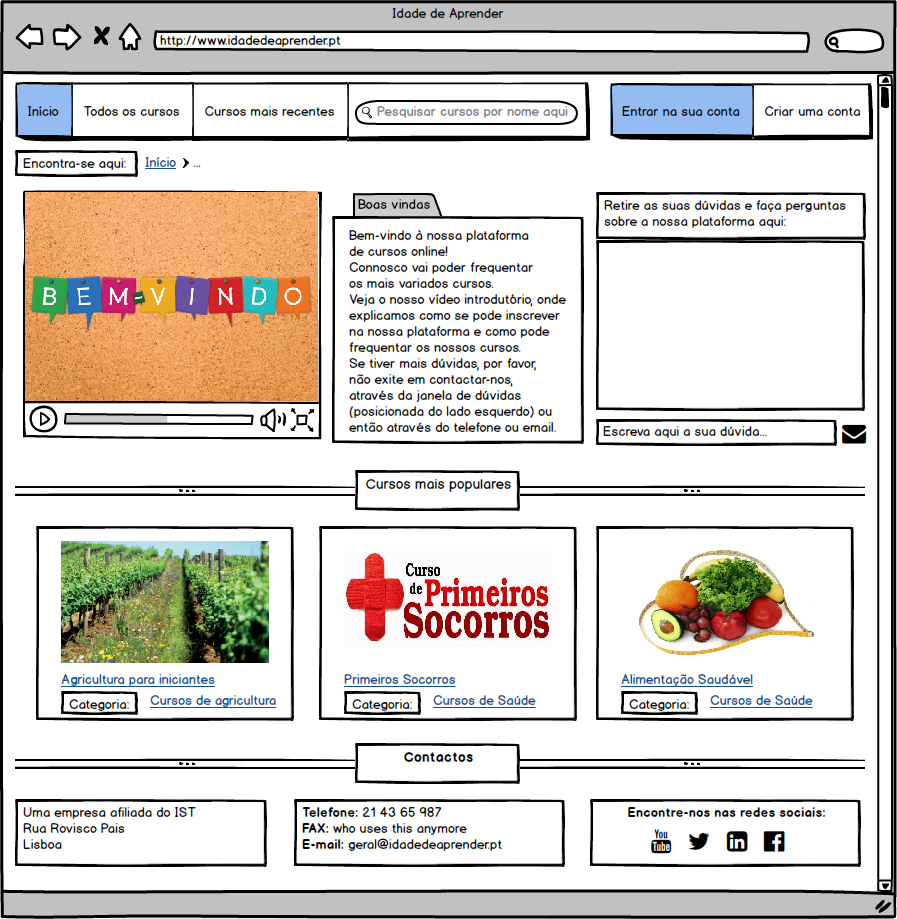 Idade de Aprender
http://www.idadedeaprender.pt
Início
Todos os cursos
Cursos mais recentes
Pesquisar cursos por nome aqui
Entrar na sua conta
Criar uma conta
Encontra-se aqui:
Início > ...
BEM-VINDO
Boas vindas
Bem-vindo à nossa plataforma
de cursos online!
Connosco vai poder frequentar
os mais variados cursos.
Veja o nosso vídeo introdutório, onde
explicamos como se pode inscrever
na nossa plataforma e como pode
frequentar os nossos cursos.
Se tiver mais dúvidas, por favor,
não exite em contactar-nos,
através da janela de dúvidas
(posicionada do lado esquerdo) ou
então através do telefone ou email.
Retire as suas dúvidas e faça perguntas
sobre a nossa plataforma aqui:
Escreva aqui a sua dúvida...
Cursos mais populares
Agricultura para iniciantes
Categoria:
Cursos de agricultura
Curso
de Primeiros
Socorros
Primeiros Socorros
Categoria:
Cursos de Saúde
Alimentação Saudável
Categoria:
Cursos de Saúde
Contactos
Uma empresa afiliada do IST
Rua Rovisco Pais
Lisboa
Telefone: 21 43 65 987
FAX: who uses this anymore
E-mail: geral@idadedeaprender.pt
Encontre-nos nas redes sociais:
You
Tube